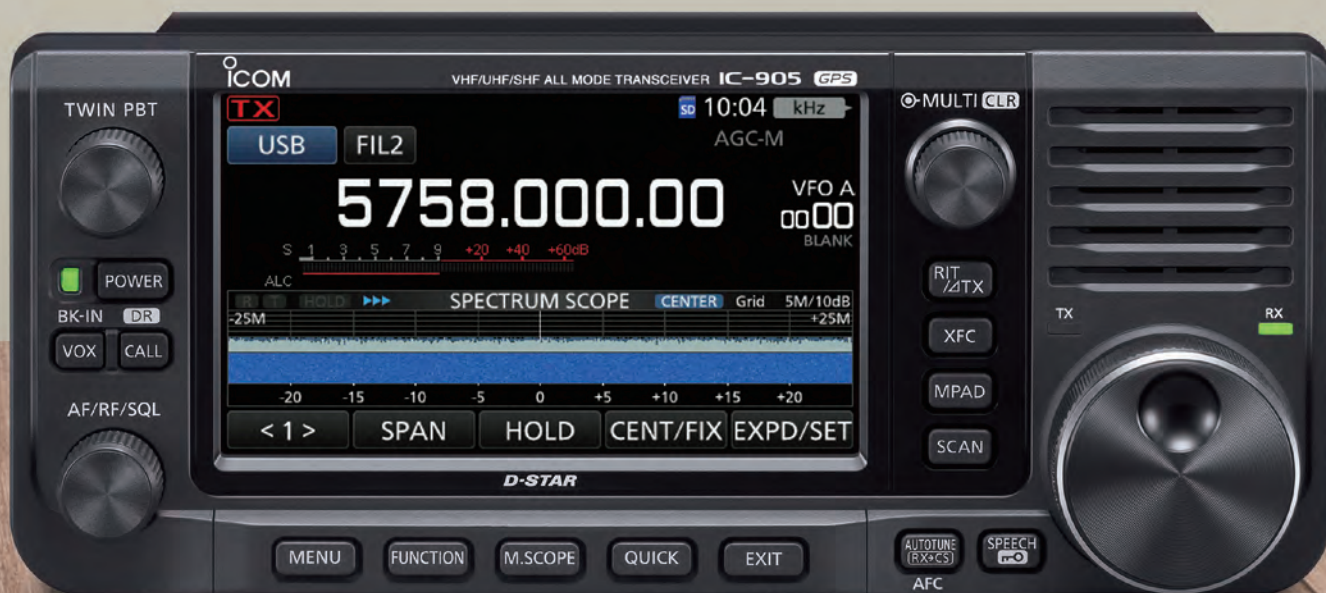 ICOM
VHF/UHF/SHF ALL MODE TRANSCEIVER IC-905 GPS
TWIN PBT
TX
SD 10:04 kHz
MULTI CLR
USB FIL2
AGC-M
5758.000.00
VFO A
0000
BLANK
S 1 3 5 7 9 +20 +40 +60dB
ALC
POWER
RIT
/⊿TX
R T HOLD SPECTRUM SCOPE CENTER Grid 5M/10dB
-25M +25M
BK-IN DR
TX RX
VOX CALL
XFC
-20 -15 -10 -5 0 +5 +10 +15 +20
MPAD
AF/RF/SQL
< 1 > SPAN HOLD CENT/FIX EXPD/SET
SCAN
D-STAR
MENU FUNCTION M.SCOPE QUICK EXIT
AUTOTUNE
RX→CS
SPEECH
AFC